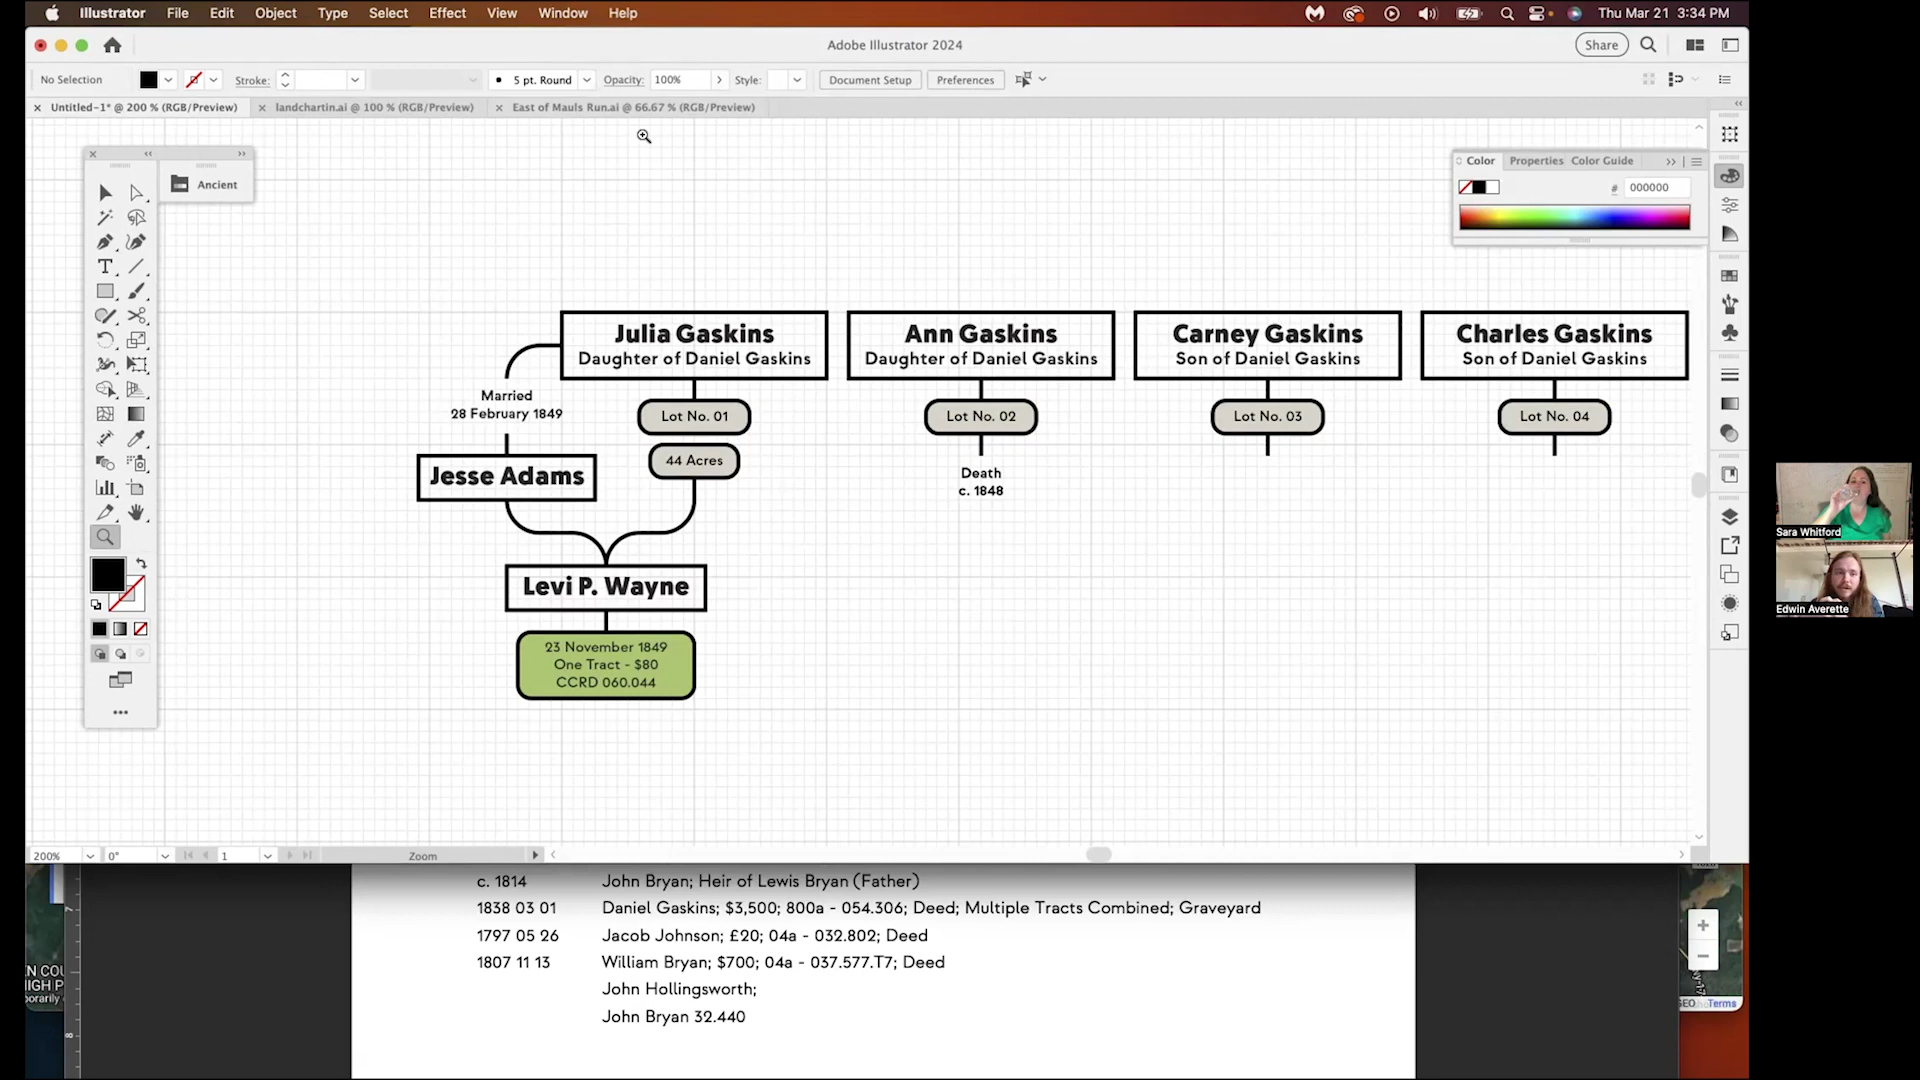 Illustrator File Edit Object Type Select Effect View Window Help
Thu Mar 21 3:34 PM
Adobe Illustrator 2024
Share
No Selection
Stroke:
5 pt. Round
Opacity: 100%
Style:
Document Setup
Preferences
Untitled-1* @ 200 % (RGB/Preview)
landchartin.ai @ 100 % (RGB/Preview)
East of Mauls Run.ai @ 66.67 % (RGB/Preview)
Ancient
Color Properties Color Guide
# 000000
Julia Gaskins
Daughter of Daniel Gaskins
Ann Gaskins
Daughter of Daniel Gaskins
Carney Gaskins
Son of Daniel Gaskins
Charles Gaskins
Son of Daniel Gaskins
Married
28 February 1849
Lot No. 01
Lot No. 02
Lot No. 03
Lot No. 04
44 Acres
Jesse Adams
Death
c. 1848
Levi P. Wayne
23 November 1849
One Tract - $80
CCRD 060.044
Sara Whitford
Edwin Averette
200%
0°
1
Zoom
c. 1814 John Bryan; Heir of Lewis Bryan (Father)
1838 03 01 Daniel Gaskins; $3,500; 800a - 054.306; Deed; Multiple Tracts Combined; Graveyard
1797 05 26 Jacob Johnson; £20; 04a - 032.802; Deed
1807 11 13 William Bryan; $700; 04a - 037.577.T7; Deed
John Hollingsworth;
John Bryan 32.440
N COU
IGH P
porarily
7
8
GEO Terms